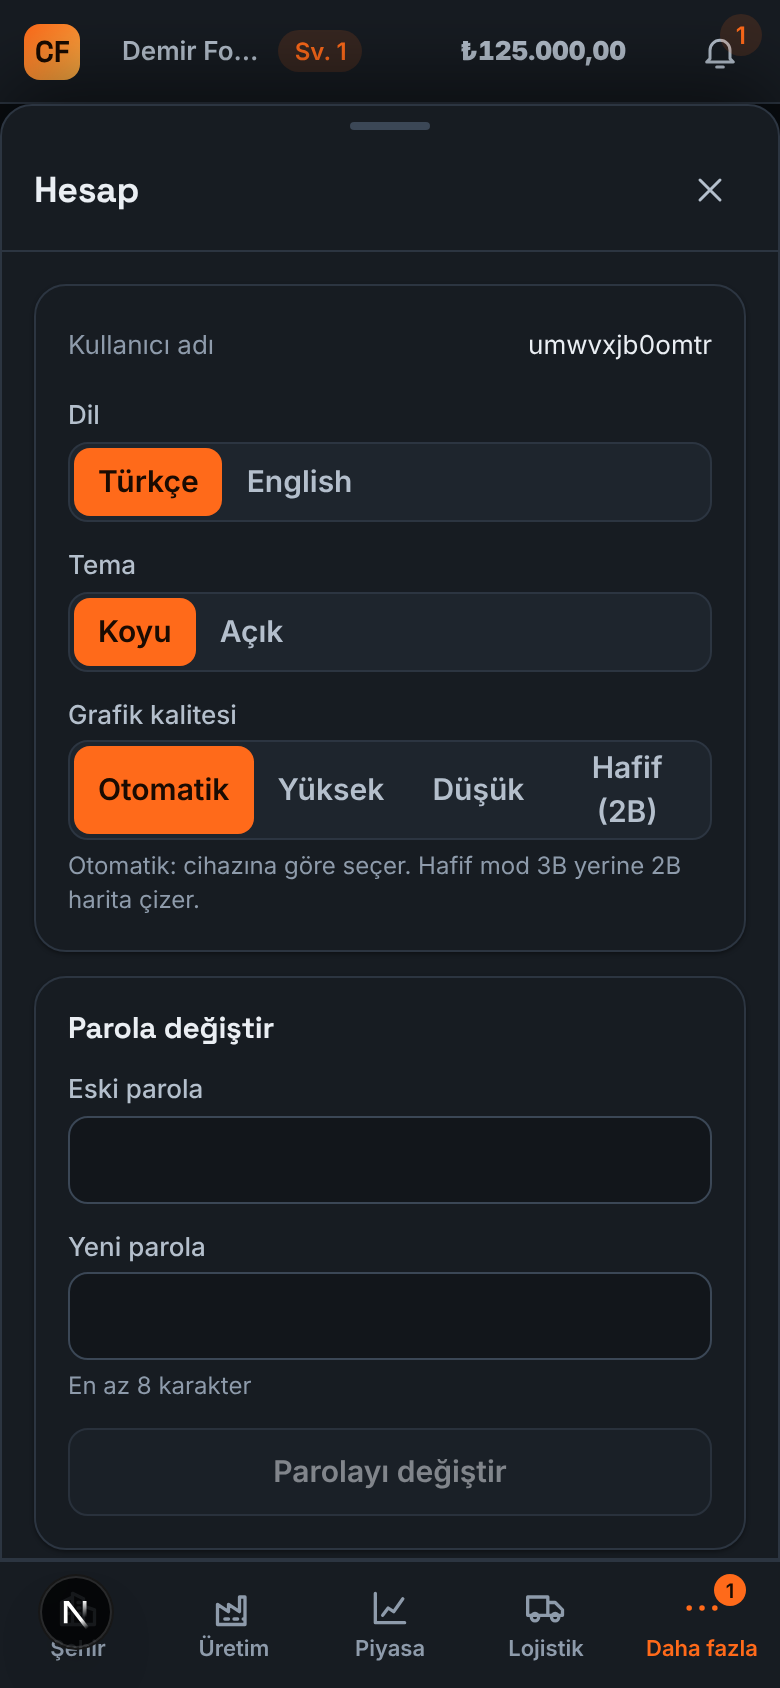 CF
Demir Fo...
Sv. 1
₺125.000,00
1
Hesap
Kullanıcı adı
umwvxjb0omtr
Dil
Türkçe
English
Tema
Koyu
Açık
Grafik kalitesi
Otomatik
Yüksek
Düşük
Hafif
(2B)
Otomatik: cihazına göre seçer. Hafif mod 3B yerine 2B
harita çizer.
Parola değiştir
Eski parola
Yeni parola
En az 8 karakter
Parolayı değiştir
N
Şehir
Üretim
Piyasa
Lojistik
1
Daha fazla